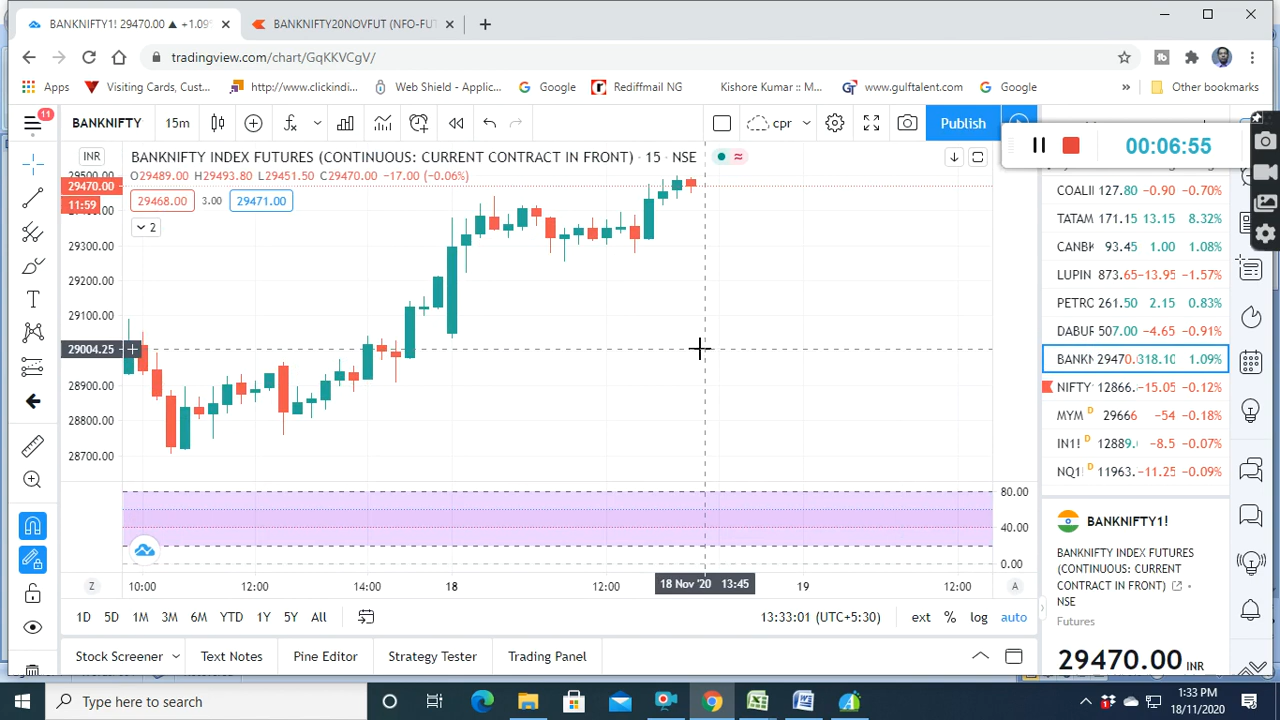 BANKNIFTY1! 29470.00 ▲ +1.09%
BANKNIFTY20NOVFUT (NFO-FUT
tradingview.com/chart/GqKKVCgV/
Apps
Visiting Cards, Cust...
http://www.clickindi...
Web Shield - Applic...
Google
Rediffmail NG
Kishore Kumar :: M...
www.gulftalent.com
Google
Other bookmarks
11
BANKNIFTY
15m
cpr
Publish
00:06:55
INR
BANKNIFTY INDEX FUTURES (CONTINUOUS: CURRENT CONTRACT IN FRONT) · 15 · NSE
O29489.00 H29493.80 L29451.50 C29470.00 -17.00 (-0.06%)
29468.00 3.00 29471.00
2
29500.00
29470.00
11:59
29300.00
29200.00
29100.00
29004.25
28900.00
28800.00
28700.00
80.00
40.00
0.00
Z
10:00 12:00 14:00 18 12:00 18 Nov '20 13:45 19 12:00
A
1D 5D 1M 3M 6M YTD 1Y 5Y All
13:33:01 (UTC+5:30)
ext % log auto
Stock Screener
Text Notes
Pine Editor
Strategy Tester
Trading Panel
COALII 127.80 -0.90 -0.70%
TATAM 171.15 13.15 8.32%
CANBK 93.45 1.00 1.08%
LUPIN 873.65 -13.95 -1.57%
PETRO 261.50 2.15 0.83%
DABUF 507.00 -4.65 -0.91%
BANKN 29470.0 318.10 1.09%
NIFTY 12866. -15.05 -0.12%
MYM D 29666 -54 -0.18%
IN1! D 12889. -8.5 -0.07%
NQ1! D 11963. -11.25 -0.09%
BANKNIFTY1!
BANKNIFTY INDEX FUTURES
(CONTINUOUS: CURRENT
CONTRACT IN FRONT)
NSE
Futures
29470.00 INR
Type here to search
1:33 PM
18/11/2020